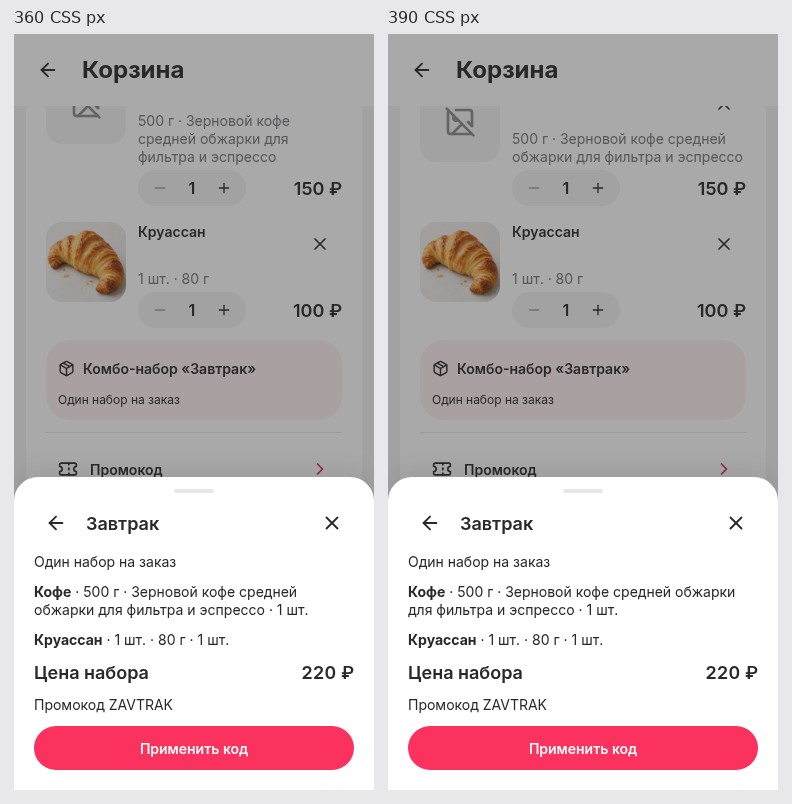 360 CSS px
Корзина
500 г · Зерновой кофе
средней обжарки для
фильтра и эспрессо
1
150 ₽
Круассан
1 шт. · 80 г
1
100 ₽
Комбо-набор «Завтрак»
Один набор на заказ
Промокод
Завтрак
Один набор на заказ
Кофе · 500 г · Зерновой кофе средней
обжарки для фильтра и эспрессо · 1 шт.
Круассан · 1 шт. · 80 г · 1 шт.
Цена набора 220 ₽
Промокод ZAVTRAK
Применить код
390 CSS px
Корзина
500 г · Зерновой кофе средней
обжарки для фильтра и эспрессо
1
150 ₽
Круассан
1 шт. · 80 г
1
100 ₽
Комбо-набор «Завтрак»
Один набор на заказ
Промокод
Завтрак
Один набор на заказ
Кофе · 500 г · Зерновой кофе средней обжарки
для фильтра и эспрессо · 1 шт.
Круассан · 1 шт. · 80 г · 1 шт.
Цена набора 220 ₽
Промокод ZAVTRAK
Применить код